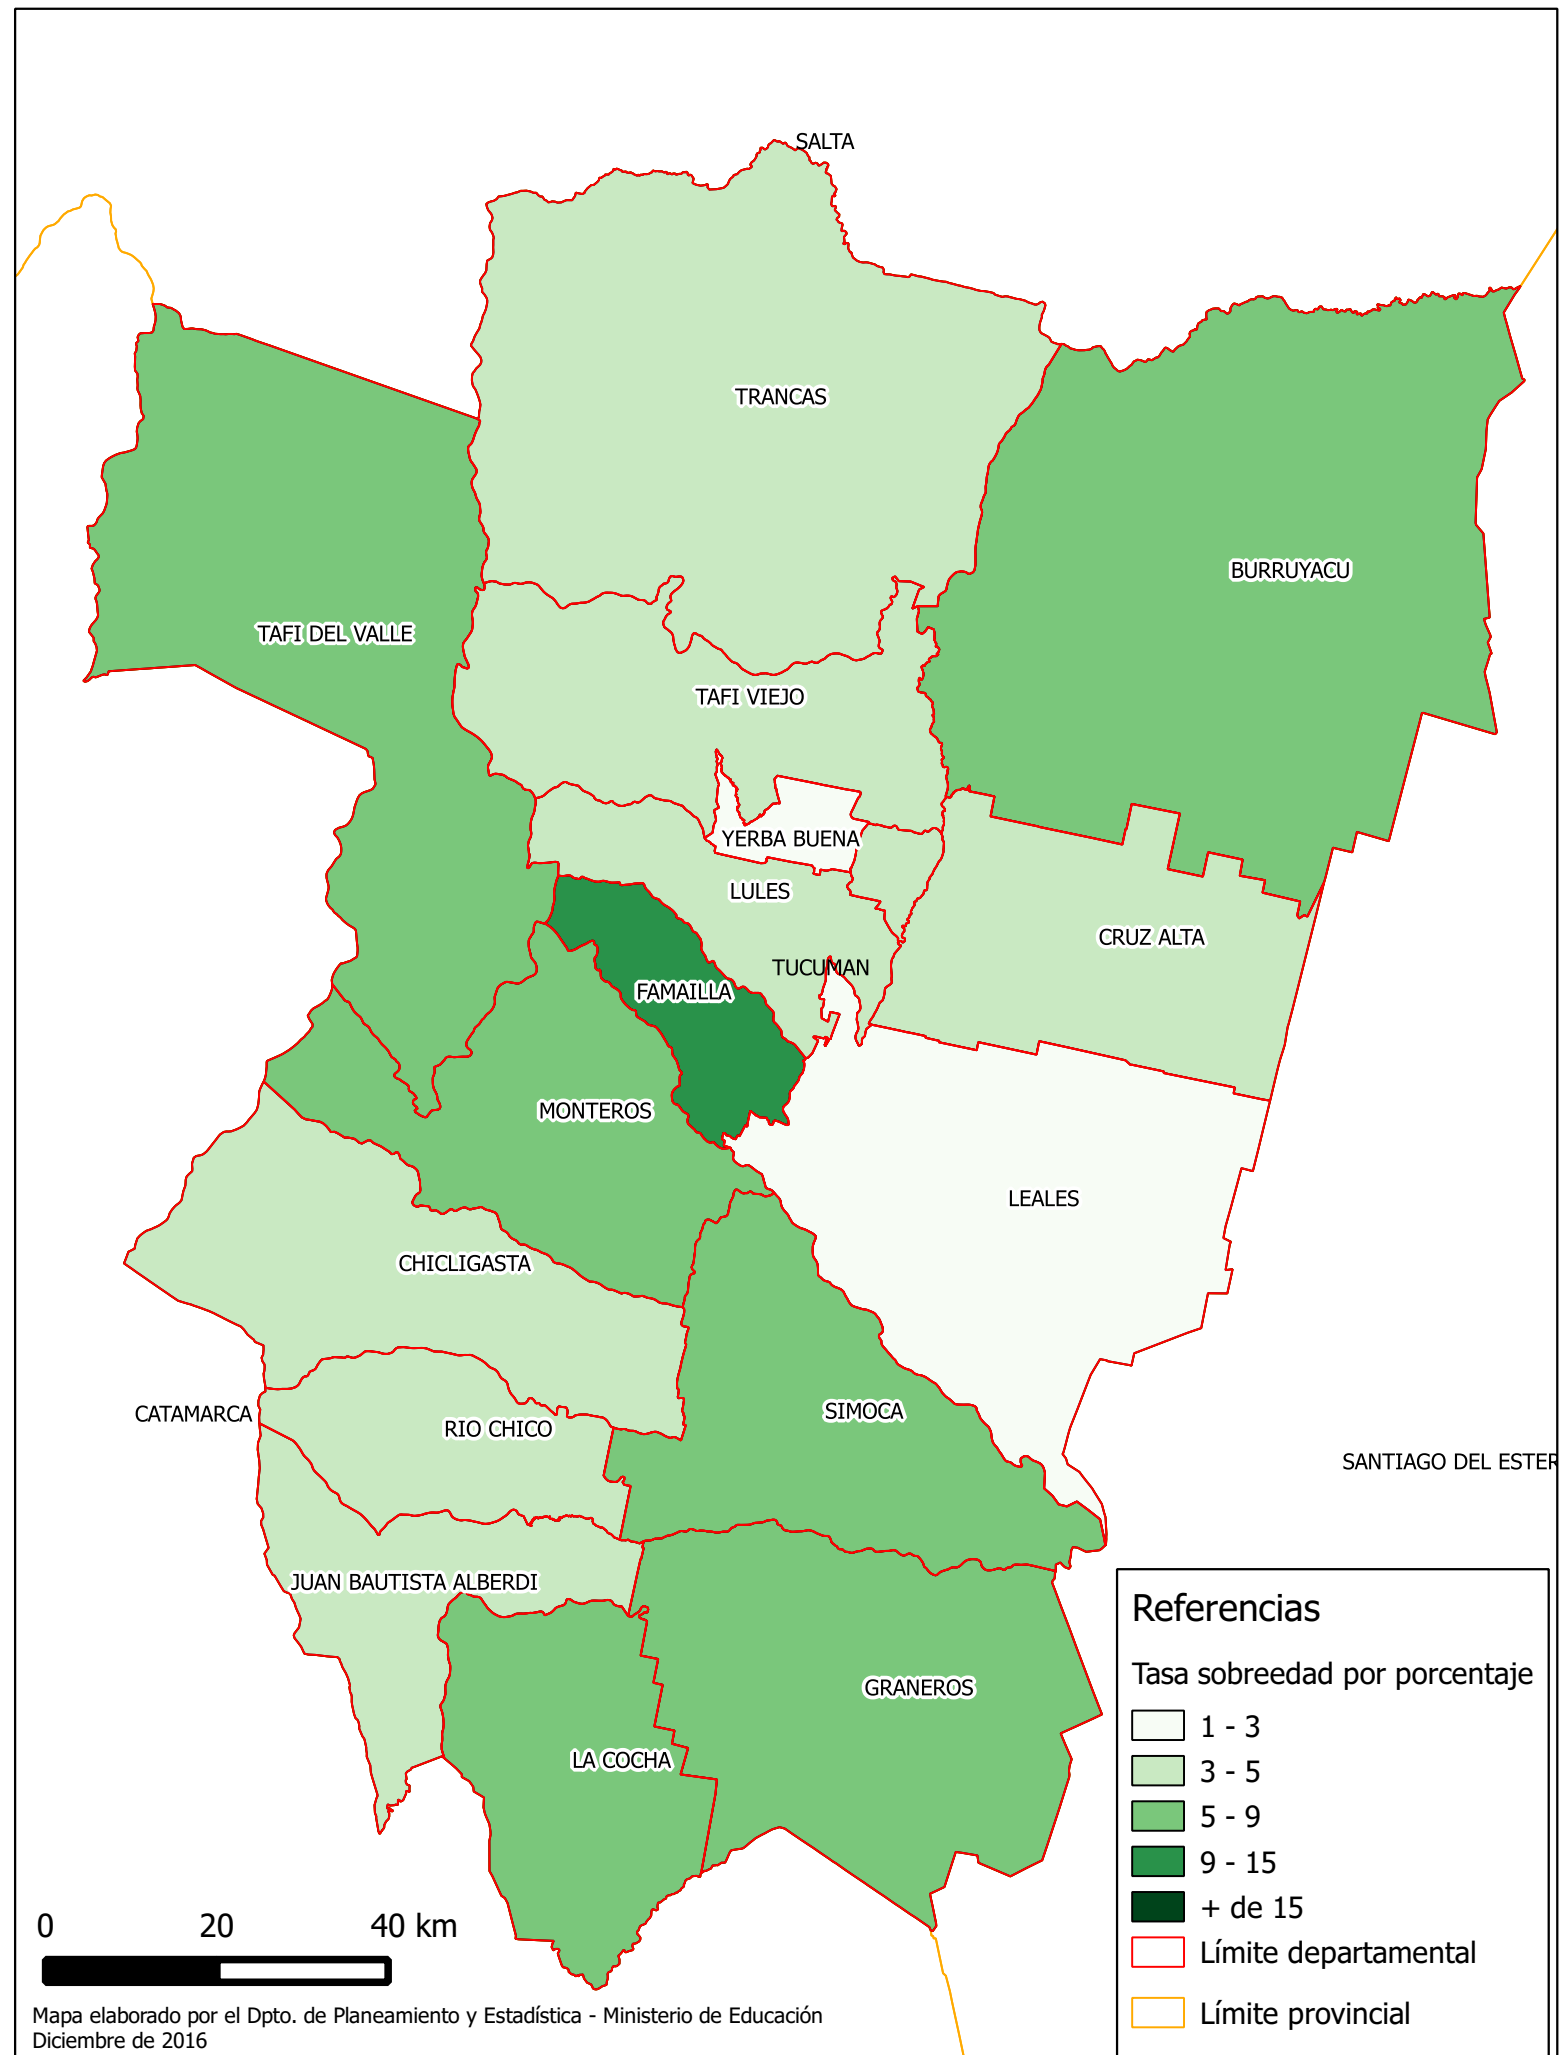 SALTA
TRANCAS
BURRUYACU
TAFI DEL VALLE
TAFI VIEJO
YERBA BUENA
LULES
CRUZ ALTA
TUCUMAN
FAMAILLA
MONTEROS
LEALES
CHICLIGASTA
SIMOCA
CATAMARCA
RIO CHICO
SANTIAGO DEL ESTER
JUAN BAUTISTA ALBERDI
GRANEROS
LA COCHA
Referencias
Tasa sobreedad por porcentaje
1 - 3
3 - 5
5 - 9
9 - 15
+ de 15
Límite departamental
Límite provincial
0 20 40 km
Mapa elaborado por el Dpto. de Planeamiento y Estadística - Ministerio de Educación
Diciembre de 2016